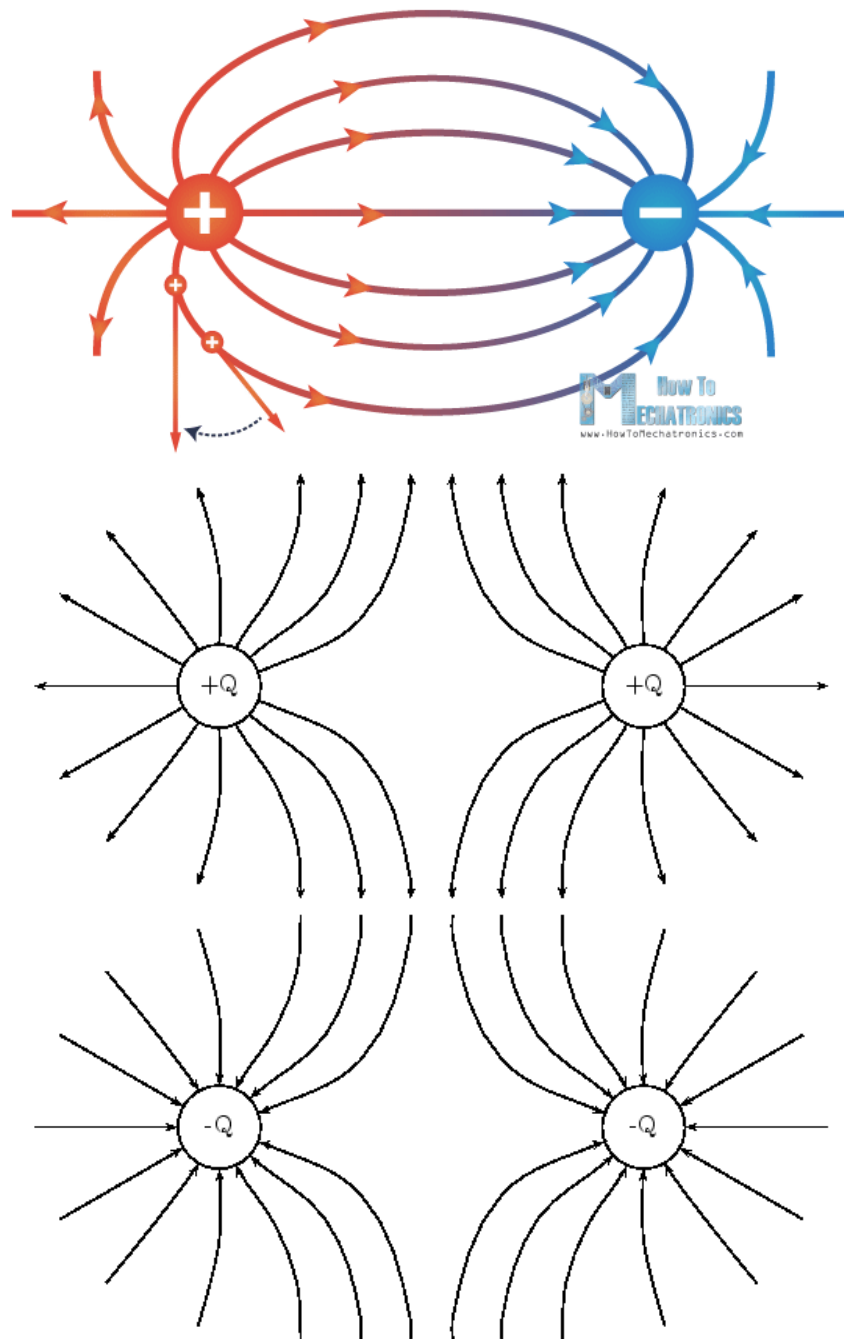 + −
+
+
How To
MECHATRONICS
www.HowToMechatronics.com
+Q +Q
-Q -Q